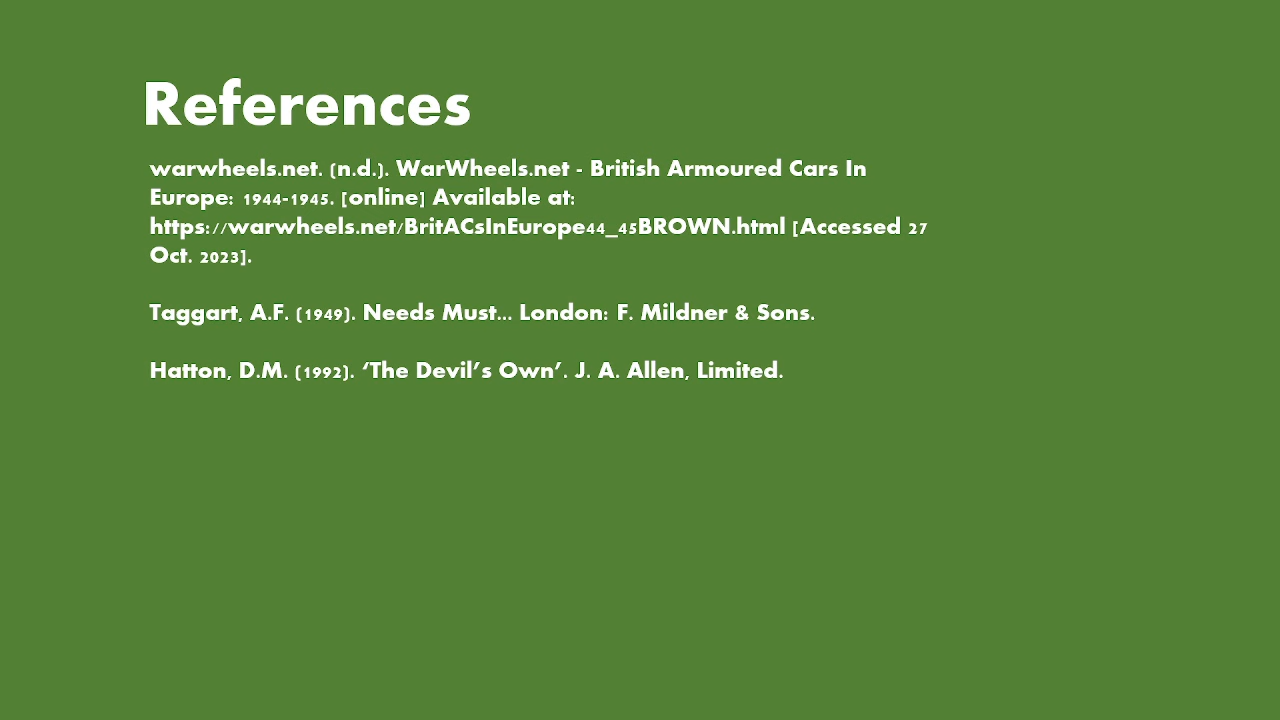 References
warwheels.net. (n.d.). WarWheels.net - British Armoured Cars In
Europe: 1944-1945. [online] Available at:
https://warwheels.net/BritACsInEurope44_45BROWN.html [Accessed 27
Oct. 2023].
Taggart, A.F. (1949). Needs Must... London: F. Mildner & Sons.
Hatton, D.M. (1992). ‘The Devil’s Own’. J. A. Allen, Limited.